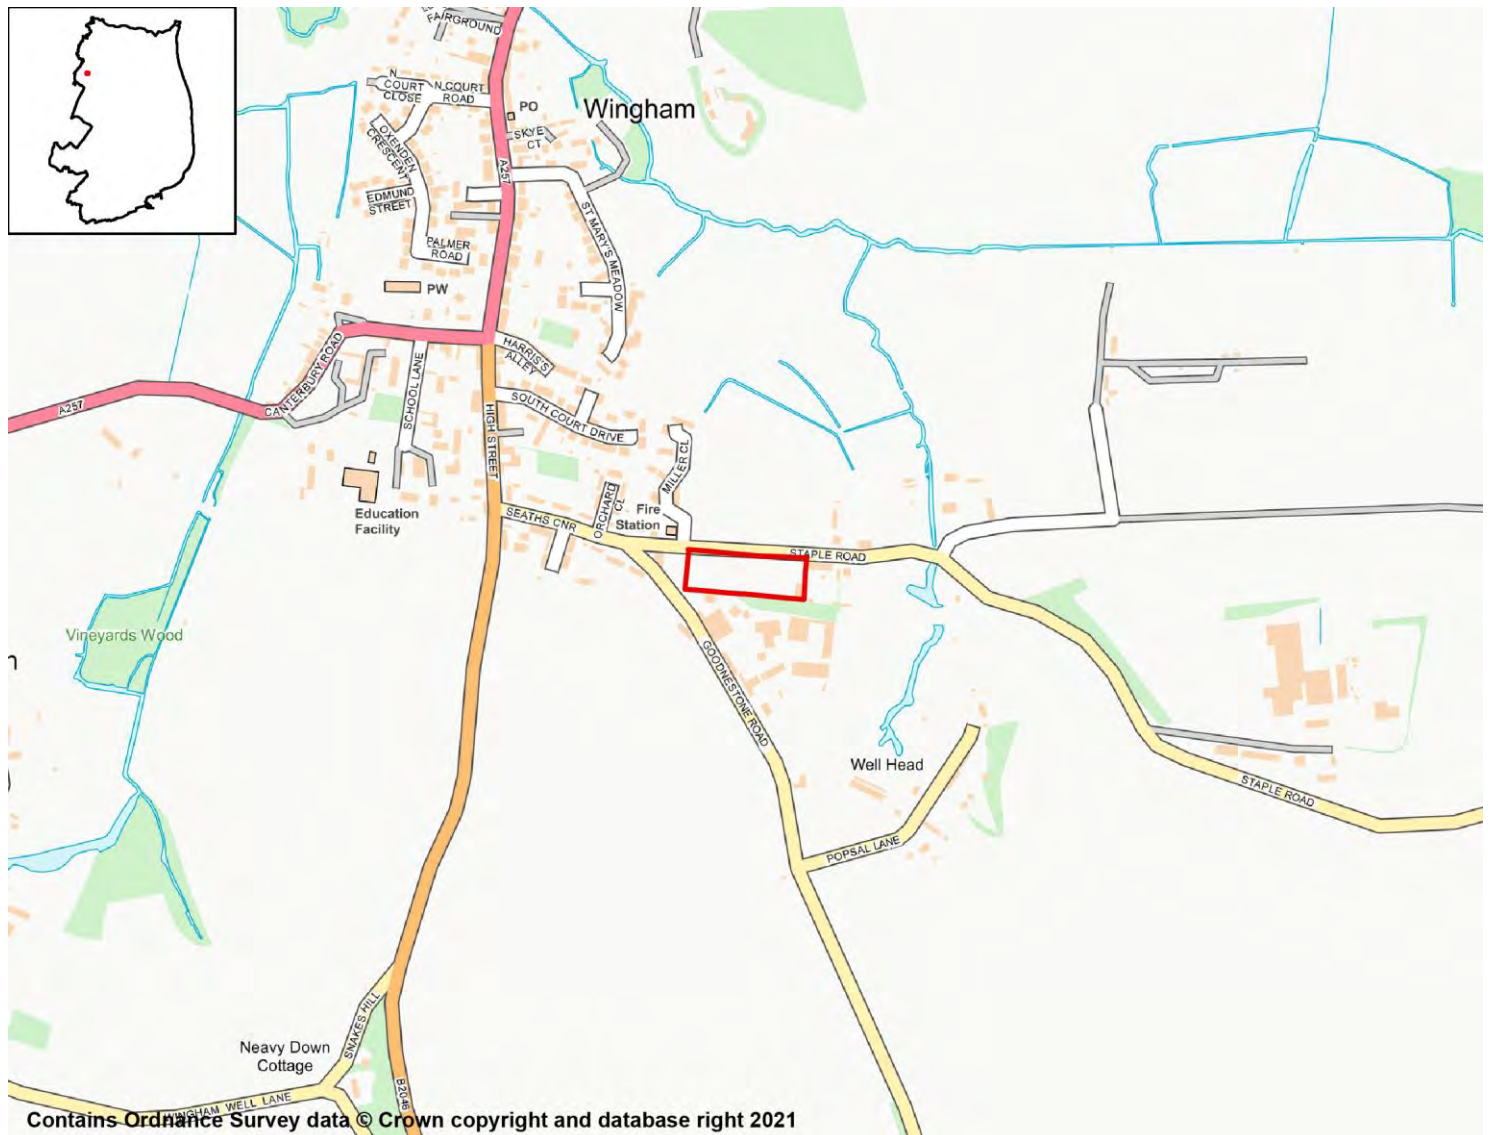 FAIRGROUND
N
COURT
CLOSE
N COURT
ROAD
PO
Wingham
SKYE
CT
OXENDEN
CRESCENT
A257
EDMUND
STREET
ST MARY'S MEADOW
PALMER
ROAD
PW
HARRIS'S
ALLEY
CANTERBURY ROAD
SCHOOL LANE
A257
SOUTH COURT DRIVE
HIGH STREET
MILLER CL
ORCHARD
CL
Fire
Station
SEATHS CNR
Education
Facility
STAPLE ROAD
Vineyards Wood
GOODNESTONE ROAD
Well Head
STAPLE ROAD
POPSAL LANE
SNAKES HILL
Neavy Down
Cottage
B2046
WINGHAM WELL LANE
Contains Ordnance Survey data © Crown copyright and database right 2021